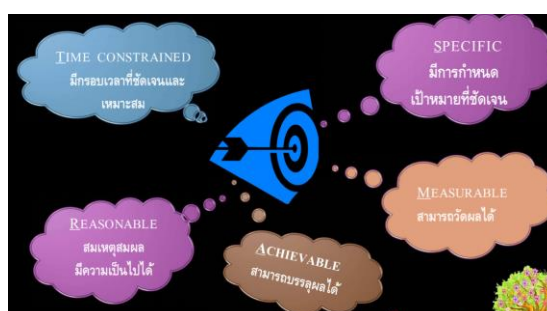 SPECIFIC
มีการกำหนด
เป้าหมายที่ชัดเจน
MEASURABLE
สามารถวัดผลได้
ACHIEVABLE
สามารถบรรลุผลได้
REASONABLE
สมเหตุสมผล
มีความเป็นไปได้
TIME CONSTRAINED
มีกรอบเวลาที่ชัดเจนและ
เหมาะสม